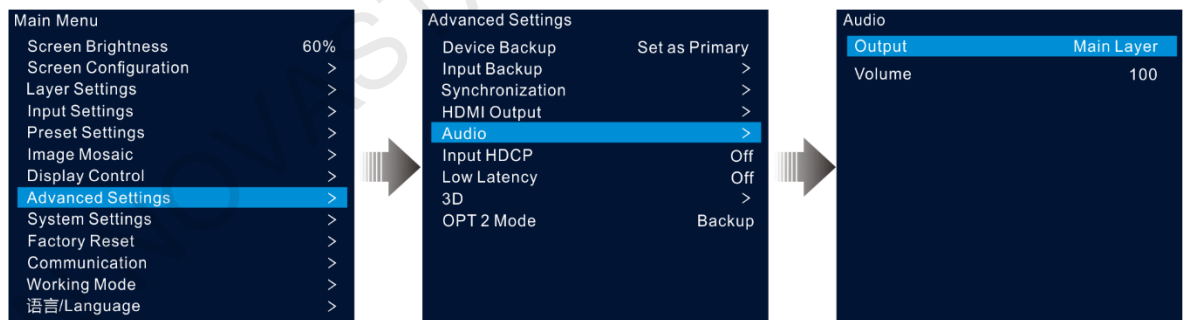 Main Menu
Screen Brightness 60%
Screen Configuration >
Layer Settings >
Input Settings >
Preset Settings >
Image Mosaic >
Display Control >
Advanced Settings >
System Settings >
Factory Reset >
Communication >
Working Mode >
语言/Language >
Advanced Settings
Device Backup Set as Primary
Input Backup >
Synchronization >
HDMI Output >
Audio >
Input HDCP Off
Low Latency Off
3D >
OPT 2 Mode Backup
Audio
Output Main Layer
Volume 100